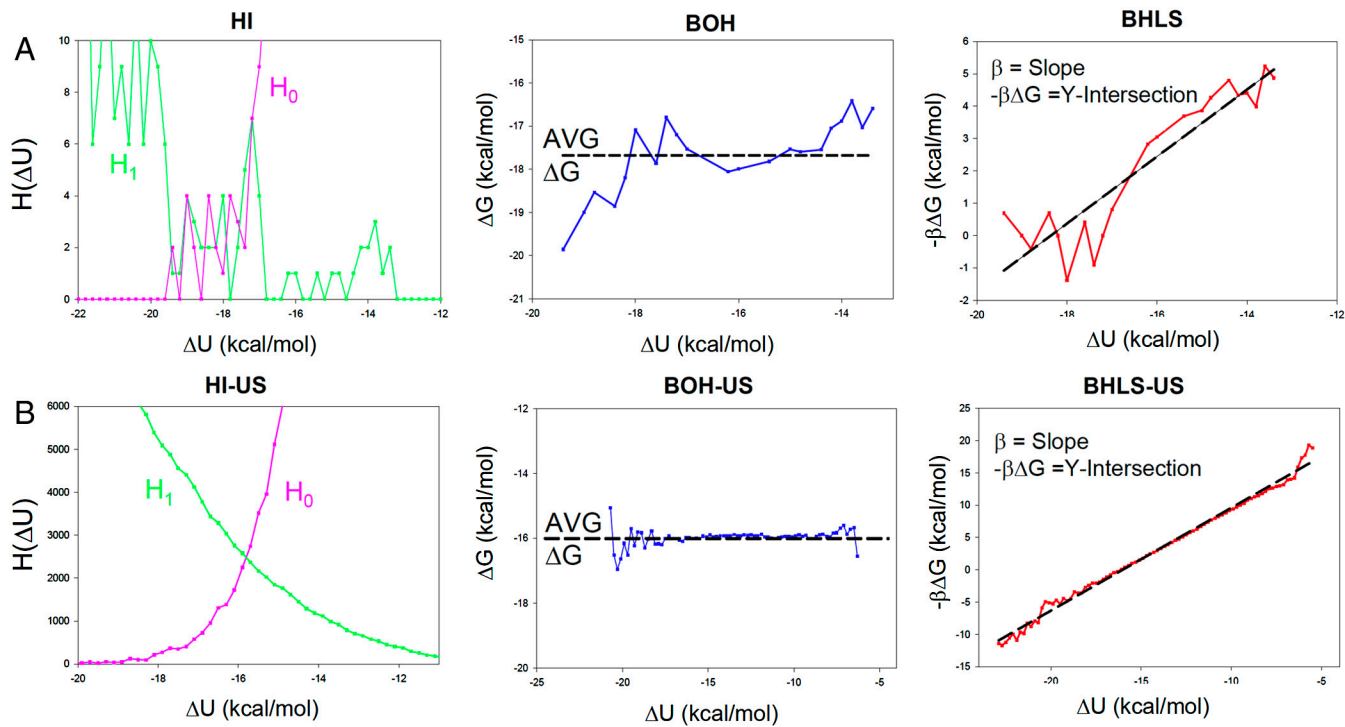 A
HI
H(ΔU)
10
8
6
4
2
0
H₁
H₀
-22 -20 -18 -16 -14 -12
ΔU (kcal/mol)
BOH
ΔG (kcal/mol)
-15
-16
-17
-18
-19
-20
-21
AVG
ΔG
-20 -18 -16 -14
ΔU (kcal/mol)
BHLS
-βΔG (kcal/mol)
6
5
4
3
2
1
0
-1
-2
β = Slope
-βΔG =Y-Intersection
-20 -18 -16 -14 -12
ΔU (kcal/mol)
B
HI-US
H(ΔU)
6000
5000
4000
3000
2000
1000
0
H₁
H₀
-20 -18 -16 -14 -12
ΔU (kcal/mol)
BOH-US
ΔG (kcal/mol)
-12
-14
-16
-18
-20
AVG
ΔG
-25 -20 -15 -10 -5
ΔU (kcal/mol)
BHLS-US
-βΔG (kcal/mol)
25
20
15
10
5
0
-5
-10
-15
β = Slope
-βΔG =Y-Intersection
-20 -15 -10 -5
ΔU (kcal/mol)